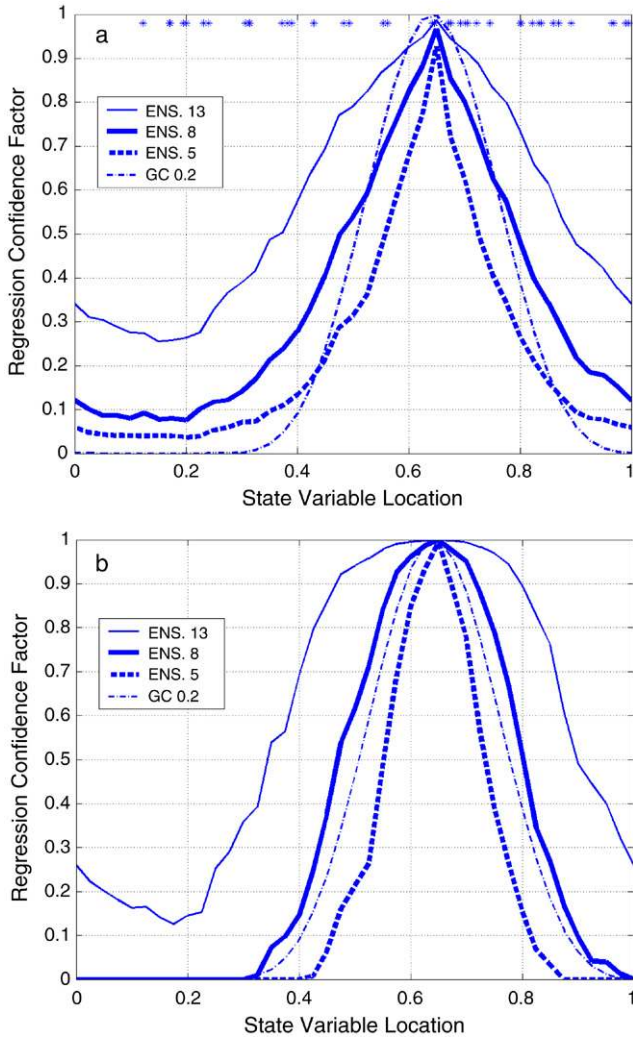 a
1
0.9
0.8
0.7
0.6
0.5
0.4
0.3
0.2
0.1
0
Regression Confidence Factor
ENS. 13
ENS. 8
ENS. 5
GC 0.2
0 0.2 0.4 0.6 0.8 1
State Variable Location
b
1
0.9
0.8
0.7
0.6
0.5
0.4
0.3
0.2
0.1
0
Regression Confidence Factor
ENS. 13
ENS. 8
ENS. 5
GC 0.2
0 0.2 0.4 0.6 0.8 1
State Variable Location